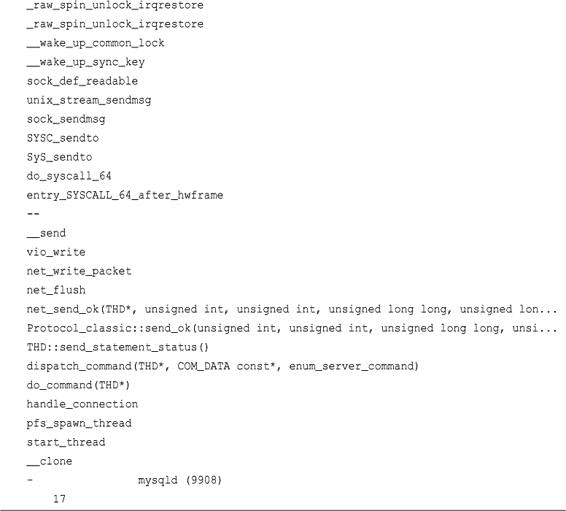 _raw_spin_unlock_irqrestore
_raw_spin_unlock_irqrestore
__wake_up_common_lock
__wake_up_sync_key
sock_def_readable
unix_stream_sendmsg
sock_sendmsg
SYSC_sendto
SyS_sendto
do_syscall_64
entry_SYSCALL_64_after_hwframe
--
__send
vio_write
net_write_packet
net_flush
net_send_ok(THD*, unsigned int, unsigned int, unsigned long long, unsigned lon...
Protocol_classic::send_ok(unsigned int, unsigned int, unsigned long long, unsi...
THD::send_statement_status()
dispatch_command(THD*, COM_DATA const*, enum_server_command)
do_command(THD*)
handle_connection
pfs_spawn_thread
start_thread
__clone
- mysqld (9908)
17